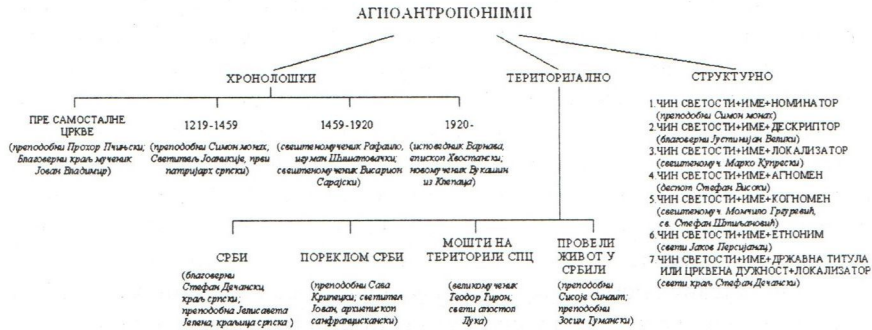 АГИОАНТРОПОНИМИ
ХРОНОЛОШКИ
ТЕРИТОРИЈАЛНО
СТРУКТУРНО
ПРЕ САМОСТАЛНЕ
ЦРКВЕ
(преподобни Прохор Пчињски;
Благоверни краљ мученик
Јован Владимир)
1219-1459
(преподобни Симон монах,
Светитељ Јоаникије, први
патријарх српски)
1459-1920
(свештеномученик Рафаило,
игуман Шишатовачки;
свештеномученик Висарион
Сарајски)
1920-
(исповедник Варнава,
епископ Хвостански;
новомученик Вукашин
из Клепаца)
СРБИ
(благоверни
Стефан Дечански,
краљ српски;
преподобна Јелисавета
Јелена, краљица српска )
ПОРЕКЛОМ СРБИ
(преподобни Сава
Крипецки; светител
Јован, архиепископ
санфранцискански)
МОШТИ НА
ТЕРИТОРИЈИ СПЦ
(великомученик
Теодор Тирон;
свети апостол
Лука)
ПРОВЕЛИ
ЖИВОТ У
СРБИЈИ
(преподобни
Сисоје Синаит;
преподобни
Зосим Тумански)
1. ЧИН СВЕТОСТИ+ИМЕ+НОМИНАТОР
(преподобни Симон монах)
2. ЧИН СВЕТОСТИ+ИМЕ+ДЕСКРИПТОР
(благоверни Јустинијан Велики)
3. ЧИН СВЕТОСТИ+ИМЕ+ЛОКАЛИЗАТОР
(свештеномуч. Марко Купрески)
4. ЧИН СВЕТОСТИ+ИМЕ+АГНОМЕН
(деспот Стефан Високи)
5. ЧИН СВЕТОСТИ+ИМЕ+КОГНОМЕН
(свештеномуч. Момчило Гргуревић,
св. Стефан Штиљановић)
6. ЧИН СВЕТОСТИ+ИМЕ+ЕТНОНИМ
(свети Јаков Персијанац)
7. ЧИН СВЕТОСТИ+ИМЕ+ДРЖАВНА ТИТУЛА
ИЛИ ЦРКВЕНА ДУЖНОСТ+ЛОКАЛИЗАТОР
(свети краљ Стефан Дечански)